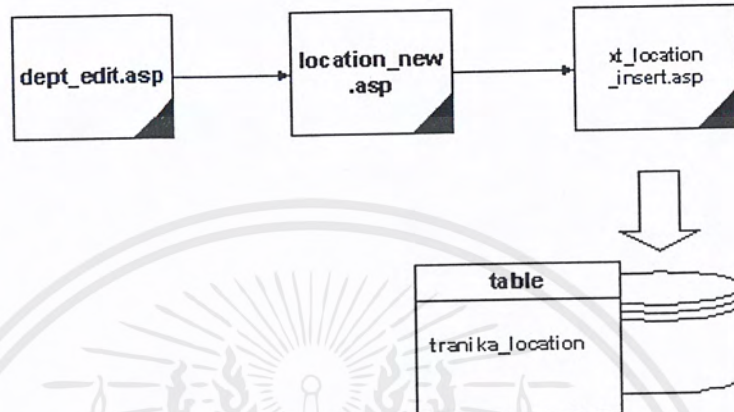 dept_edit.asp
location_new
.asp
xt_location
_insert.asp
table
tranika_location